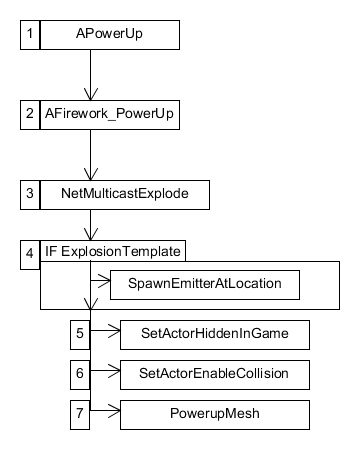 1 APowerUp
2 AFirework_PowerUp
3 NetMulticastExplode
4 IF ExplosionTemplate
SpawnEmitterAtLocation
5 SetActorHiddenInGame
6 SetActorEnableCollision
7 PowerupMesh